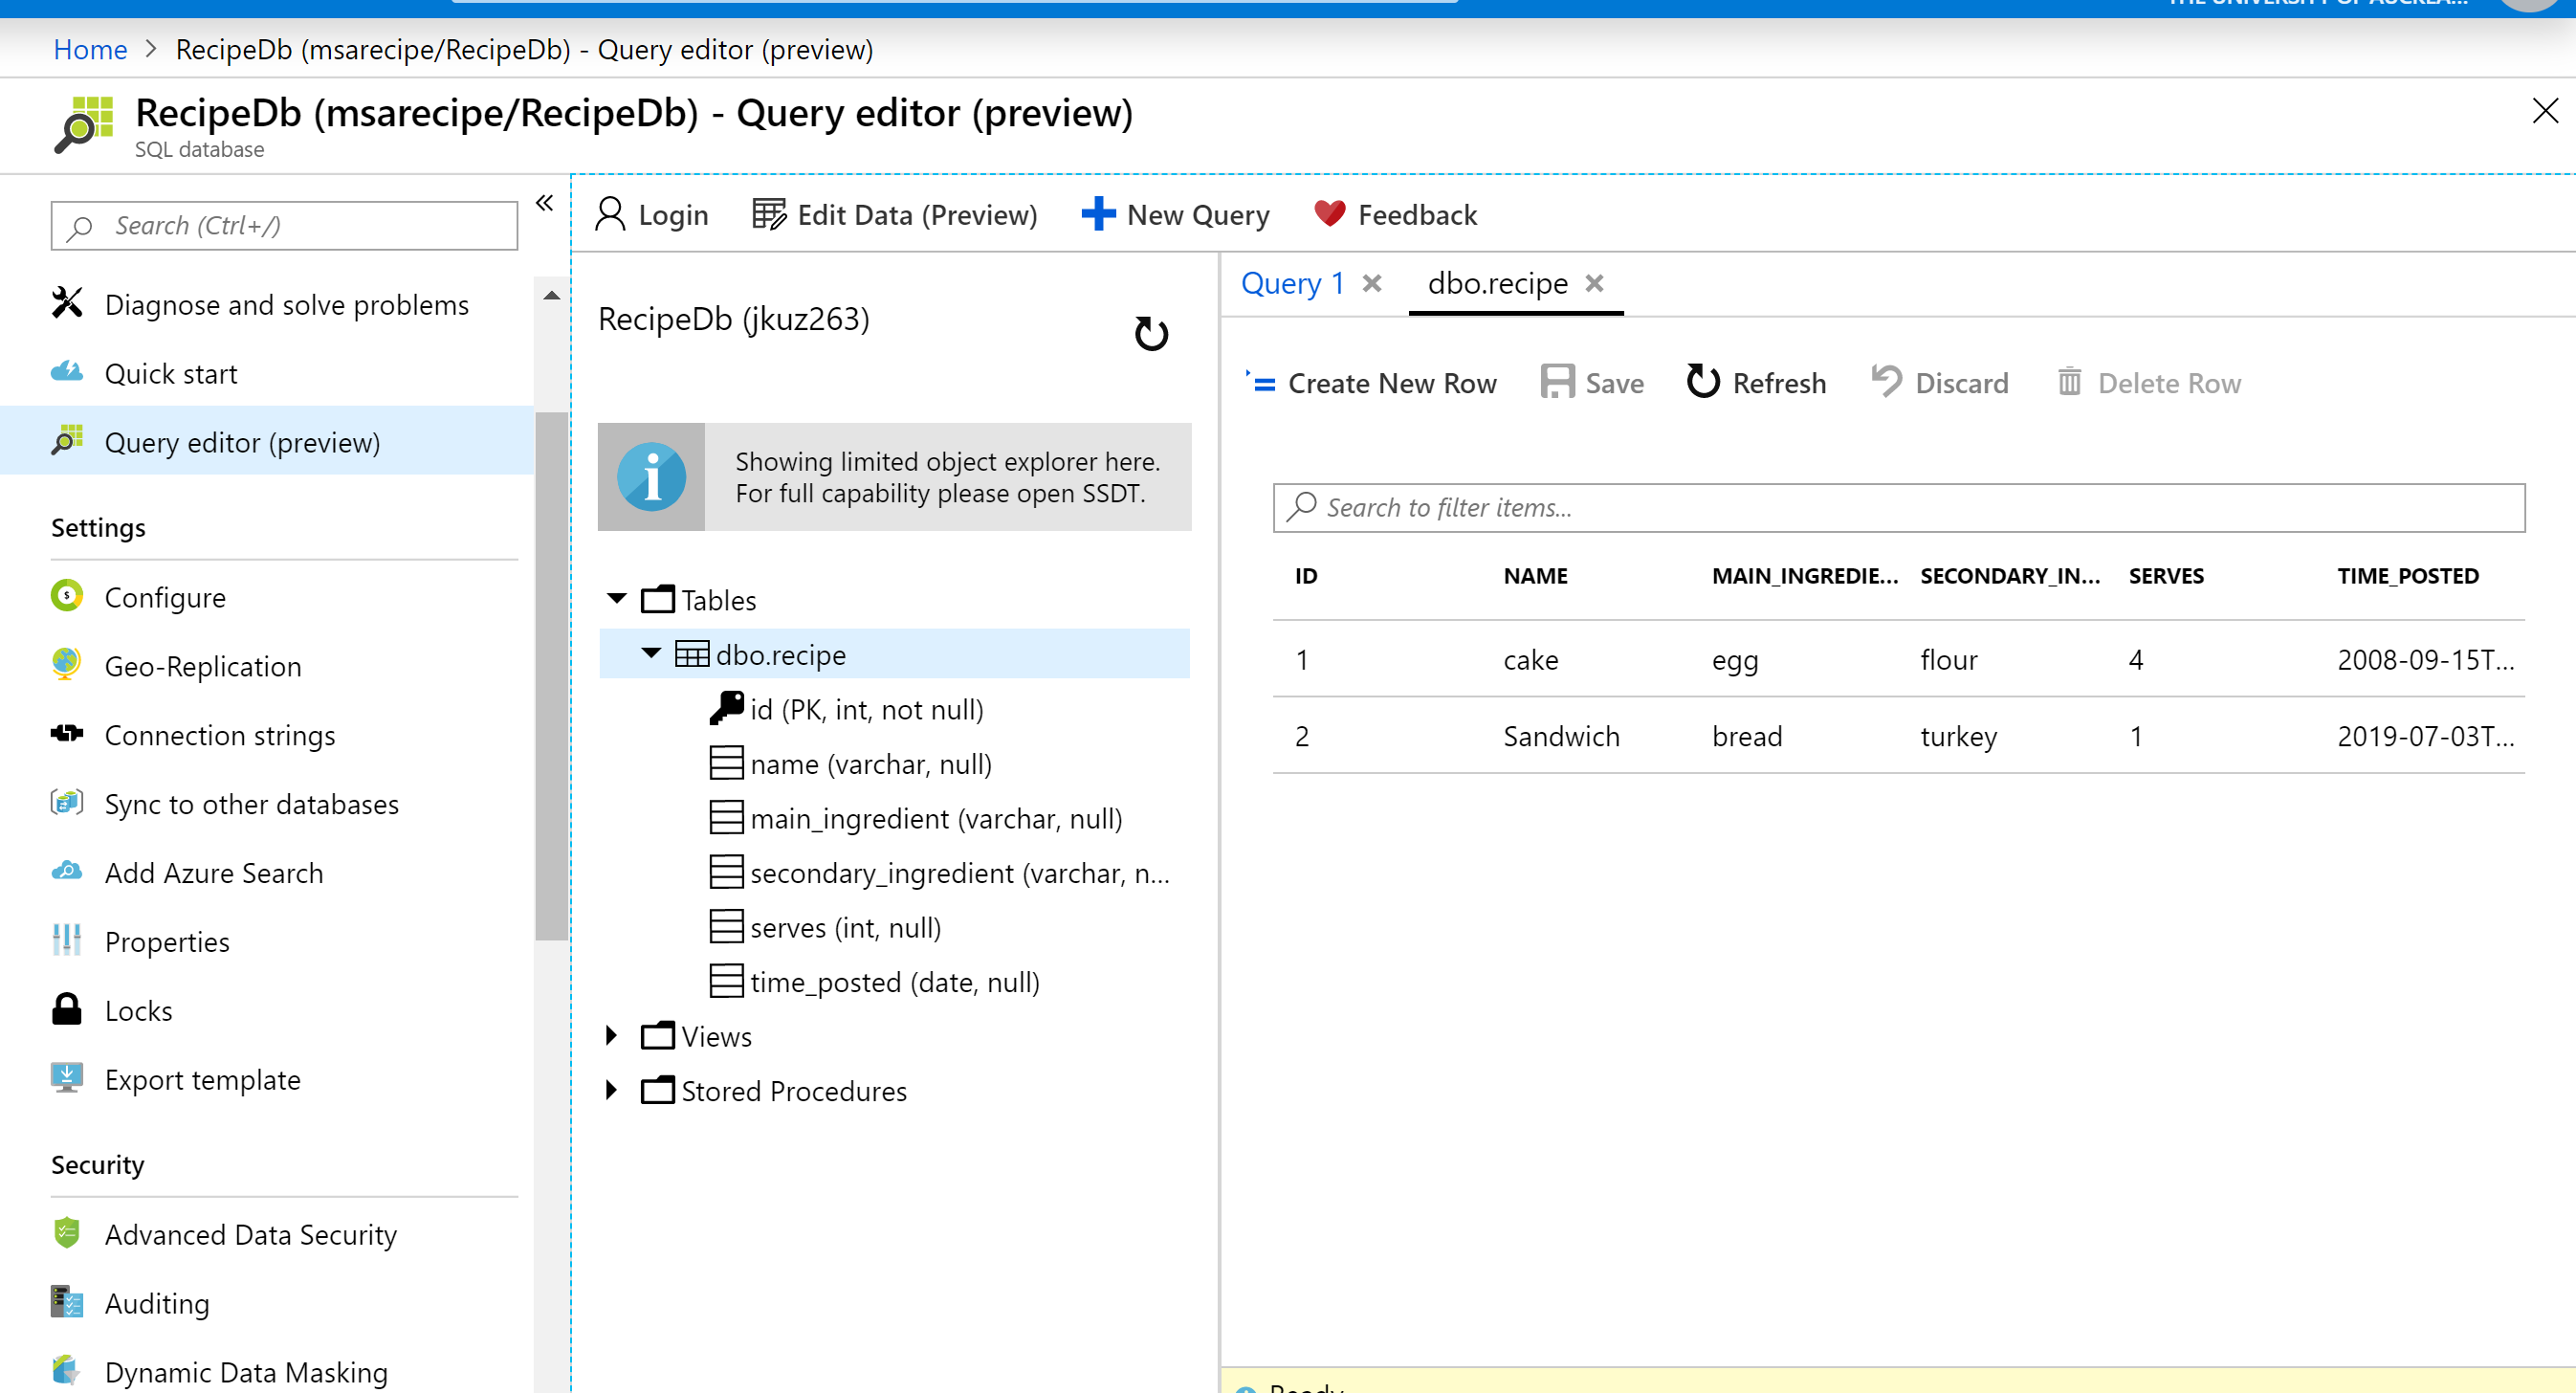 THE UNIVERSITY OF AUCKLA...
Home > RecipeDb (msarecipe/RecipeDb) - Query editor (preview)
RecipeDb (msarecipe/RecipeDb) - Query editor (preview)
SQL database
Search (Ctrl+/)
Diagnose and solve problems
Quick start
Query editor (preview)
Settings
Configure
Geo-Replication
Connection strings
Sync to other databases
Add Azure Search
Properties
Locks
Export template
Security
Advanced Data Security
Auditing
Dynamic Data Masking
Login Edit Data (Preview) New Query Feedback
RecipeDb (jkuz263)
Showing limited object explorer here.
For full capability please open SSDT.
Tables
dbo.recipe
id (PK, int, not null)
name (varchar, null)
main_ingredient (varchar, null)
secondary_ingredient (varchar, n...
serves (int, null)
time_posted (date, null)
Views
Stored Procedures
Query 1 dbo.recipe
Create New Row Save Refresh Discard Delete Row
Search to filter items...
ID NAME MAIN_INGREDIE... SECONDARY_IN... SERVES TIME_POSTED
1 cake egg flour 4 2008-09-15T...
2 Sandwich bread turkey 1 2019-07-03T...
Ready